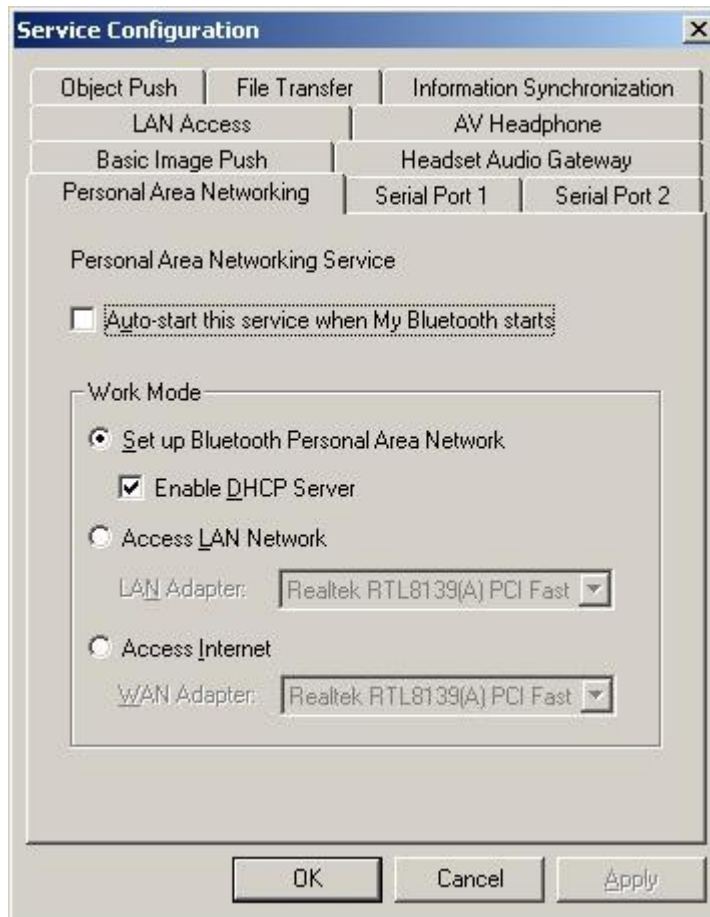 Service Configuration
Object Push File Transfer Information Synchronization
LAN Access AV Headphone
Basic Image Push Headset Audio Gateway
Personal Area Networking Serial Port 1 Serial Port 2
Personal Area Networking Service
Auto-start this service when My Bluetooth starts
Work Mode
Set up Bluetooth Personal Area Network
Enable DHCP Server
Access LAN Network
LAN Adapter: Realtek RTL8139(A) PCI Fast
Access Internet
WAN Adapter: Realtek RTL8139(A) PCI Fast
OK Cancel Apply